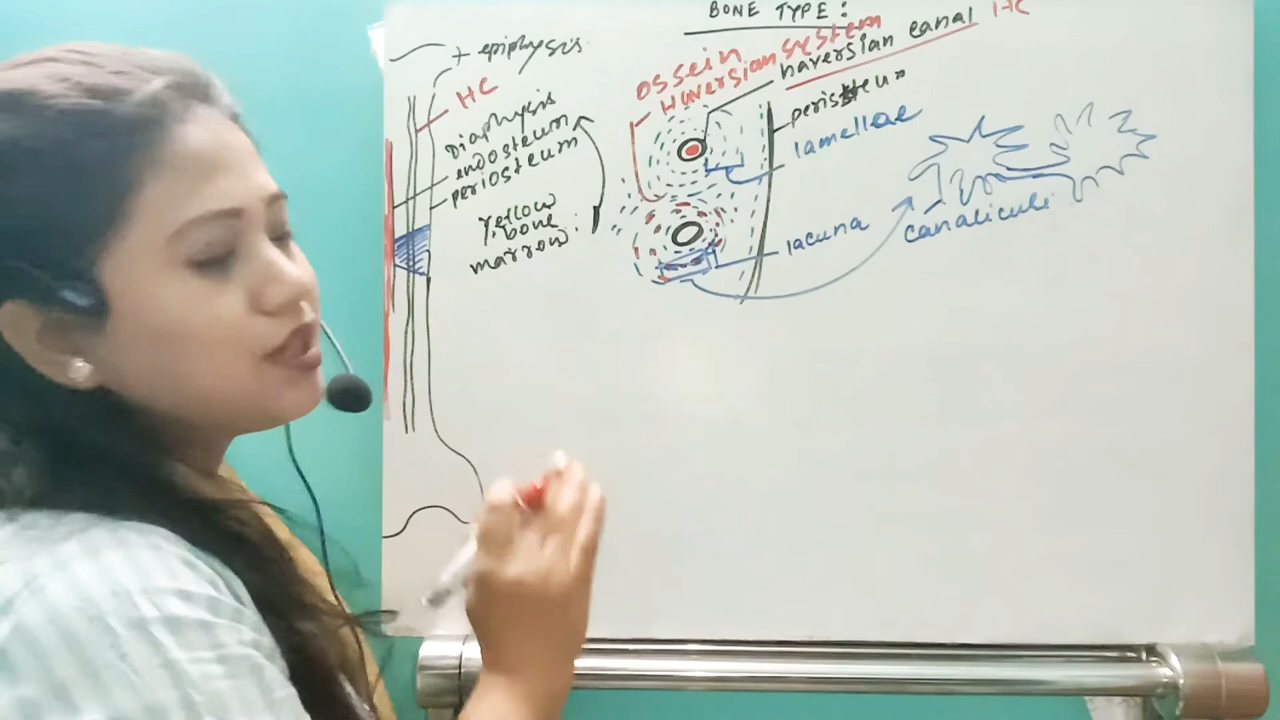 BONE TYPE:
+ epiphysis
HC
Diaphysis
endosteum
periosteum
Yellow
bone
marrow
ossein
Haversian system
haversian canal HC
lamellae
lacuna
canaliculi